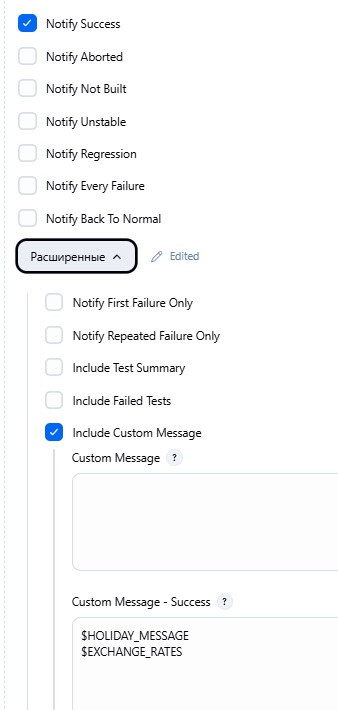 Notify Success
Notify Aborted
Notify Not Built
Notify Unstable
Notify Regression
Notify Every Failure
Notify Back To Normal
Расширенные Edited
Notify First Failure Only
Notify Repeated Failure Only
Include Test Summary
Include Failed Tests
Include Custom Message
Custom Message ?
Custom Message - Success ?
$HOLIDAY_MESSAGE
$EXCHANGE_RATES